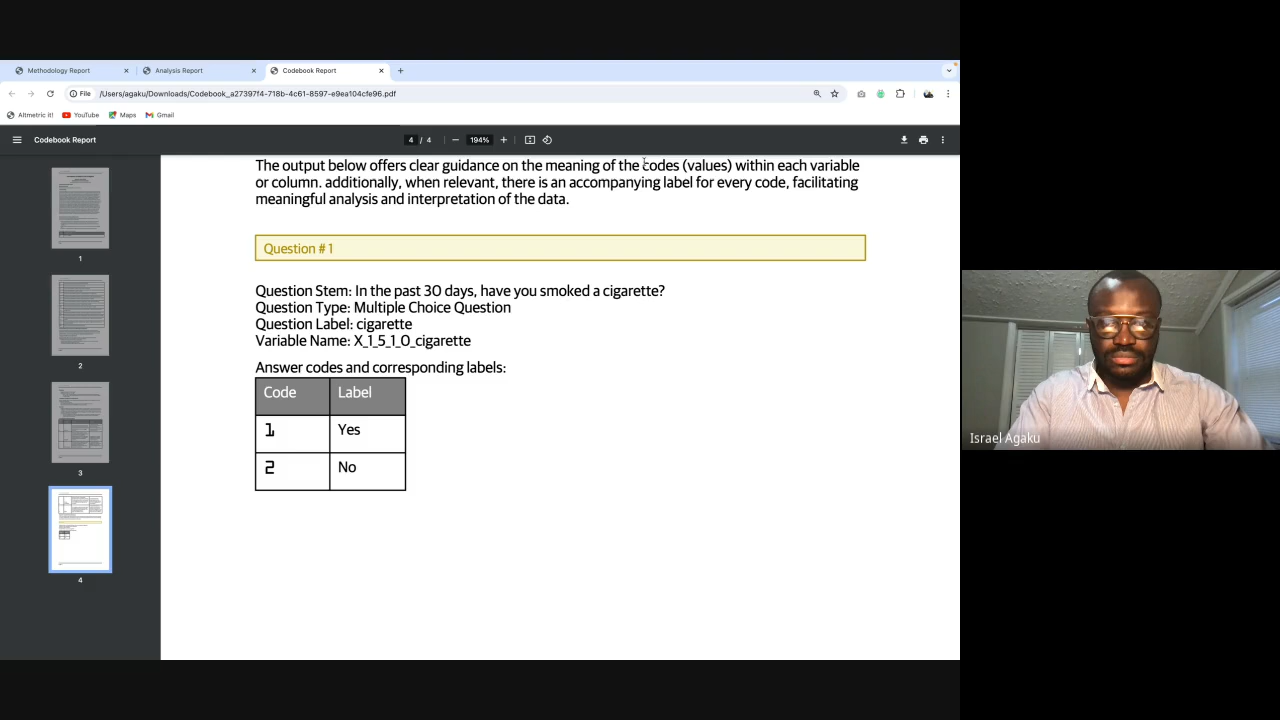 Methodology Report
Analysis Report
Codebook Report
File
/Users/agaku/Downloads/Codebook_a27397f4-718b-4c61-8597-e9ea104cfe96.pdf
Altmetric it!
YouTube
Maps
Gmail
Codebook Report
4 / 4
194%
The output below offers clear guidance on the meaning of the codes (values) within each variable
or column. additionally, when relevant, there is an accompanying label for every code, facilitating
meaningful analysis and interpretation of the data.
Question # 1
Question Stem: In the past 30 days, have you smoked a cigarette?
Question Type: Multiple Choice Question
Question Label: cigarette
Variable Name: X_1_5_1_0_cigarette
Answer codes and corresponding labels:
Code Label
1 Yes
2 No
1
2
3
4
Israel Agaku